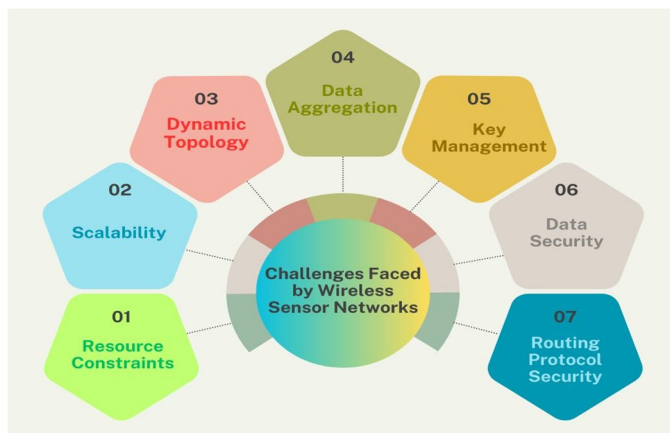 01
Resource
Constraints
02
Scalability
03
Dynamic
Topology
04
Data
Aggregation
05
Key
Management
06
Data
Security
07
Routing
Protocol
Security
Challenges Faced
by Wireless
Sensor Networks